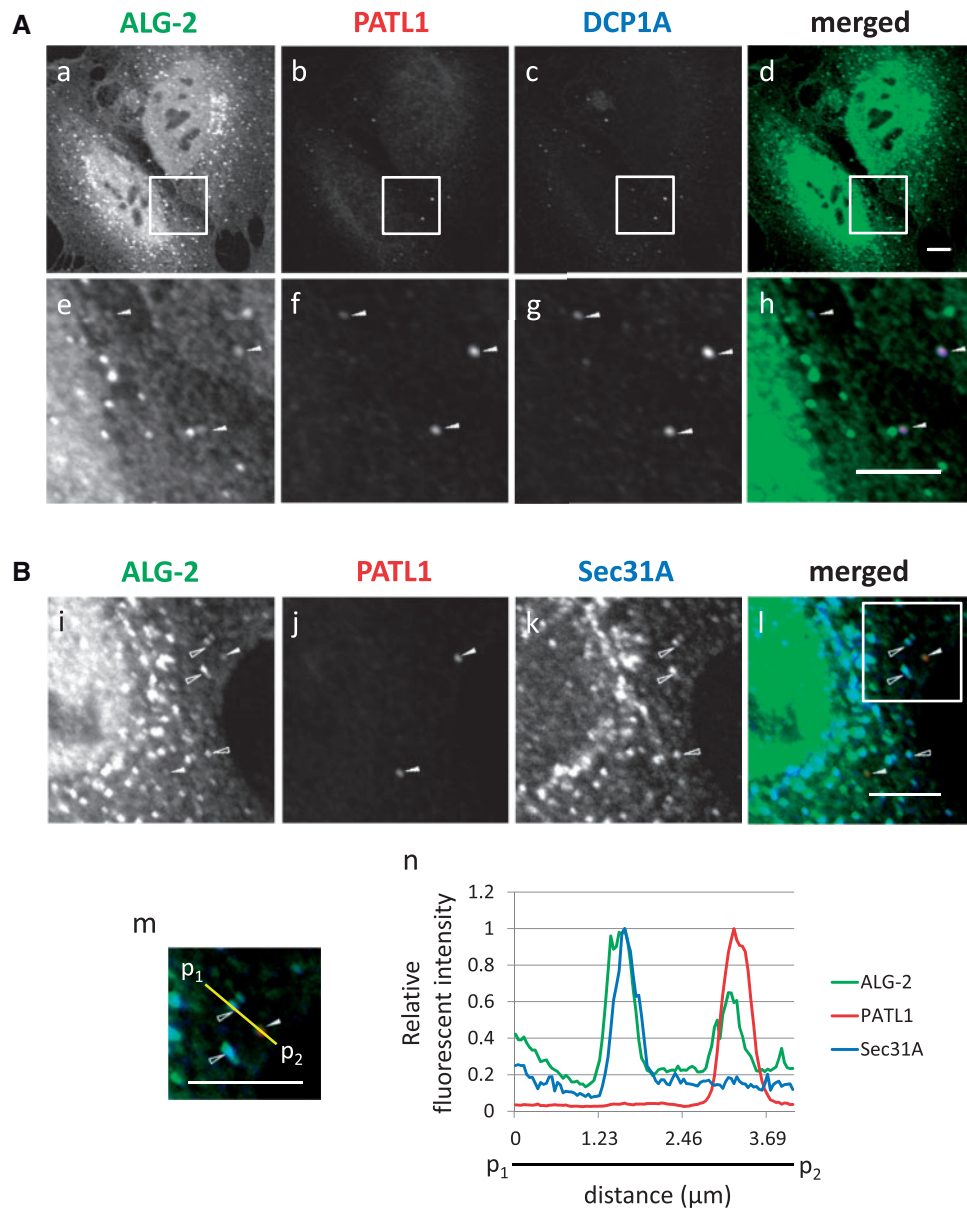 A
ALG-2 PATL1 DCP1A merged
a b c d
e f g h
B
ALG-2 PATL1 Sec31A merged
i j k l
m
p1
p2
n
Relative
fluorescent intensity
1.2
1
0.8
0.6
0.4
0.2
0
0 1.23 2.46 3.69
p1 p2
distance (µm)
ALG-2
PATL1
Sec31A